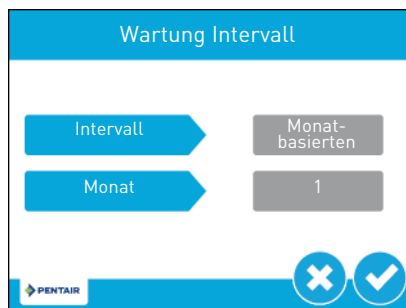 Wartung Intervall
Intervall
Monat-
basierten
Monat
1
PENTAIR